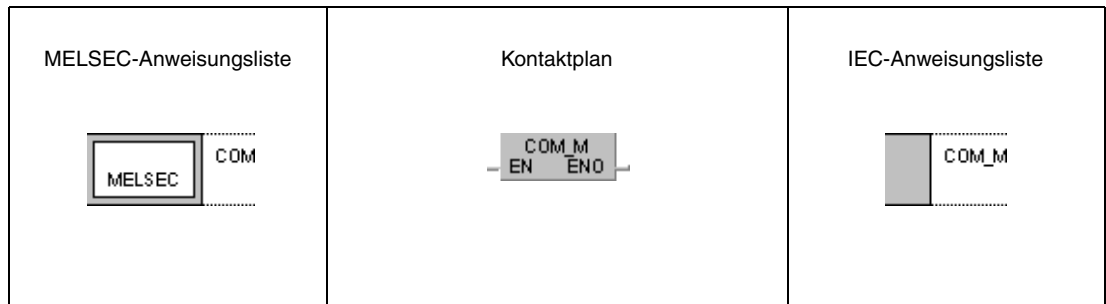 MELSEC-Anweisungsliste
Kontaktplan
IEC-Anweisungsliste
MELSEC
COM
COM_M
EN ENO
COM_M